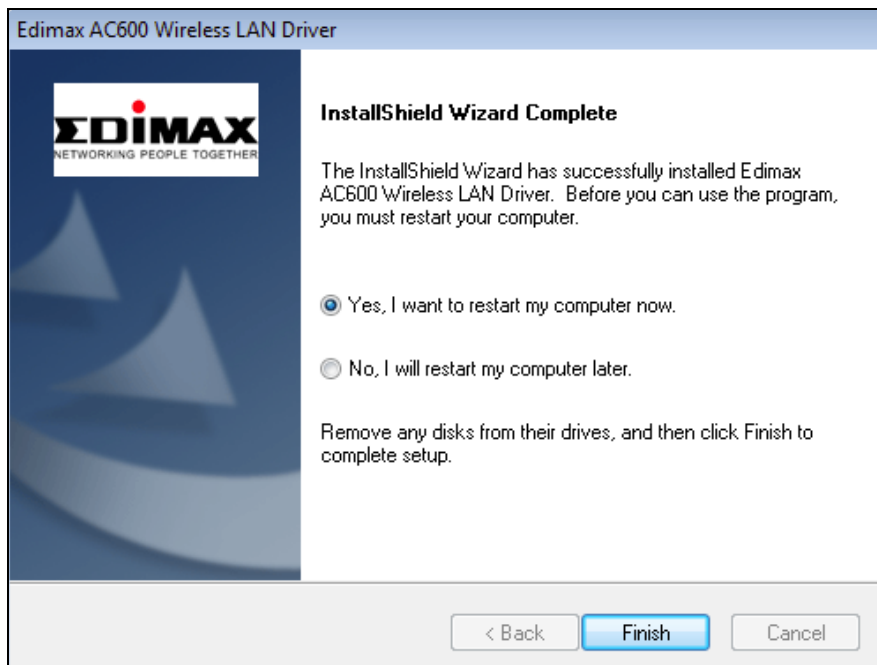 Edimax AC600 Wireless LAN Driver
EDIMAX
NETWORKING PEOPLE TOGETHER
InstallShield Wizard Complete
The InstallShield Wizard has successfully installed Edimax
AC600 Wireless LAN Driver.  Before you can use the program,
you must restart your computer.
Yes, I want to restart my computer now.
No, I will restart my computer later.
Remove any disks from their drives, and then click Finish to
complete setup.
< Back
Finish
Cancel